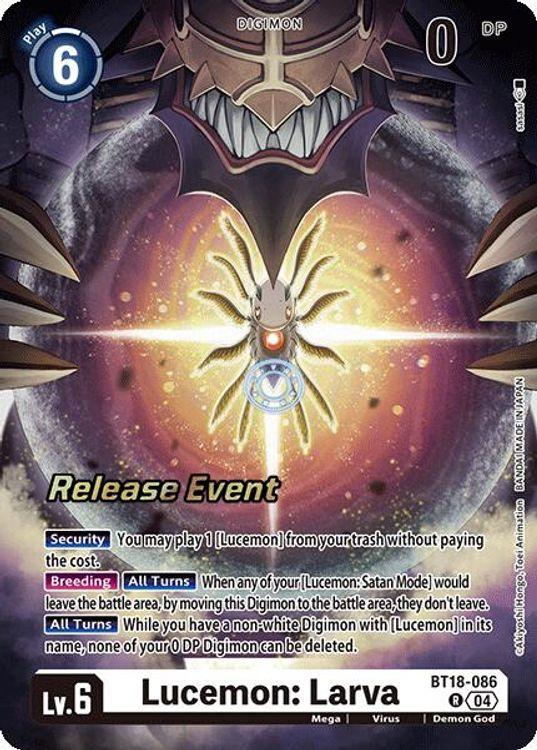 Play
6
DIGIMON
0 DP
sasasi
Release Event
Security You may play 1 [Lucemon] from your trash without paying
the cost.
Breeding All Turns When any of your [Lucemon: Satan Mode] would
leave the battle area, by moving this Digimon to the battle area, they don't leave.
All Turns While you have a non-white Digimon with [Lucemon] in its
name, none of your 0 DP Digimon can be deleted.
©Akiyoshi Hongo, Toei Animation BANDAI MADE IN JAPAN
Lv.6
Lucemon: Larva
BT18-086
R 04
Mega | Virus | Demon God